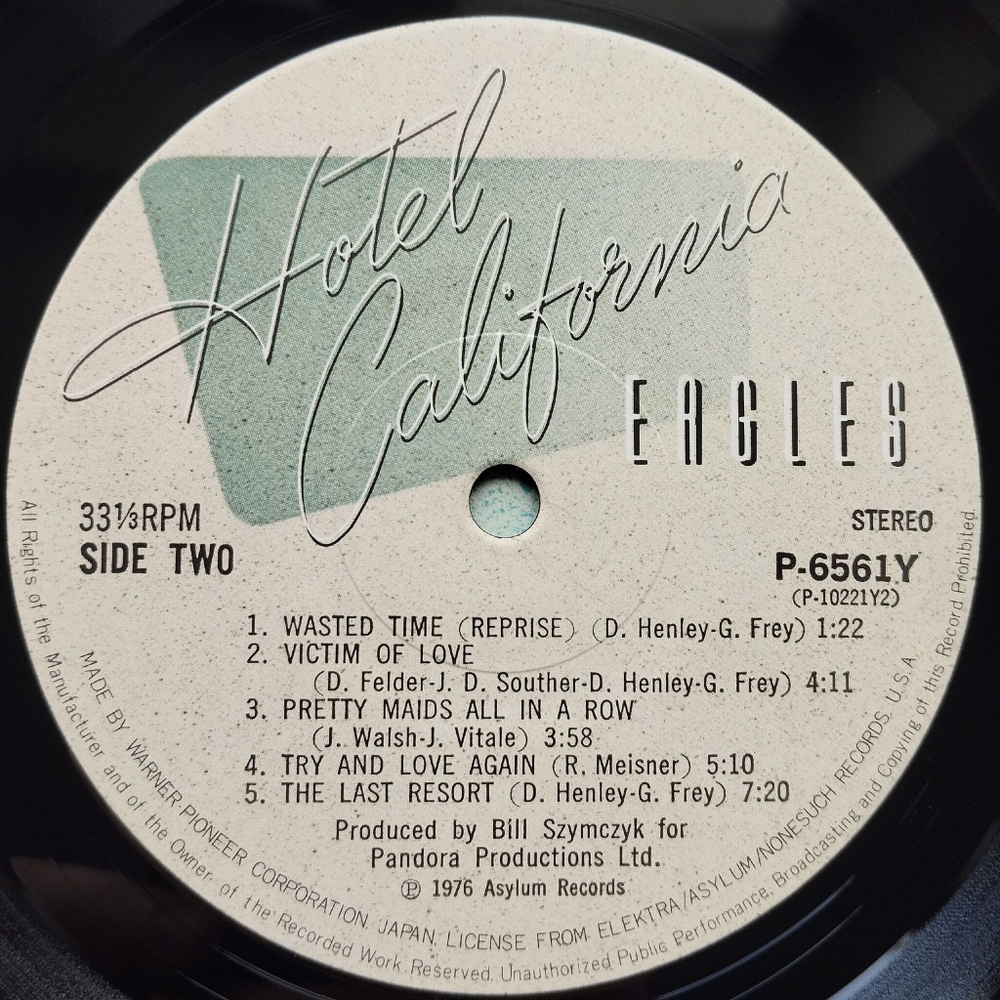 Hotel
California
EAGLES
33⅓RPM
SIDE TWO
STEREO
P-6561Y
(P-10221Y2)
1. WASTED TIME (REPRISE) (D. Henley-G. Frey) 1:22
2. VICTIM OF LOVE
(D. Felder-J. D. Souther-D. Henley-G. Frey) 4:11
3. PRETTY MAIDS ALL IN A ROW
(J. Walsh-J. Vitale) 3:58
4. TRY AND LOVE AGAIN (R. Meisner) 5:10
5. THE LAST RESORT (D. Henley-G. Frey) 7:20
Produced by Bill Szymczyk for
Pandora Productions Ltd.
℗ 1976 Asylum Records
MADE BY WARNER-PIONEER CORPORATION, JAPAN. LICENSE FROM ELEKTRA/ASYLUM/NONESUCH RECORDS, U.S.A
All Rights of the Manufacturer and of the Owner of the Recorded Work Reserved. Unauthorized Public Performance, Broadcasting and Copying of this Record Prohibited.